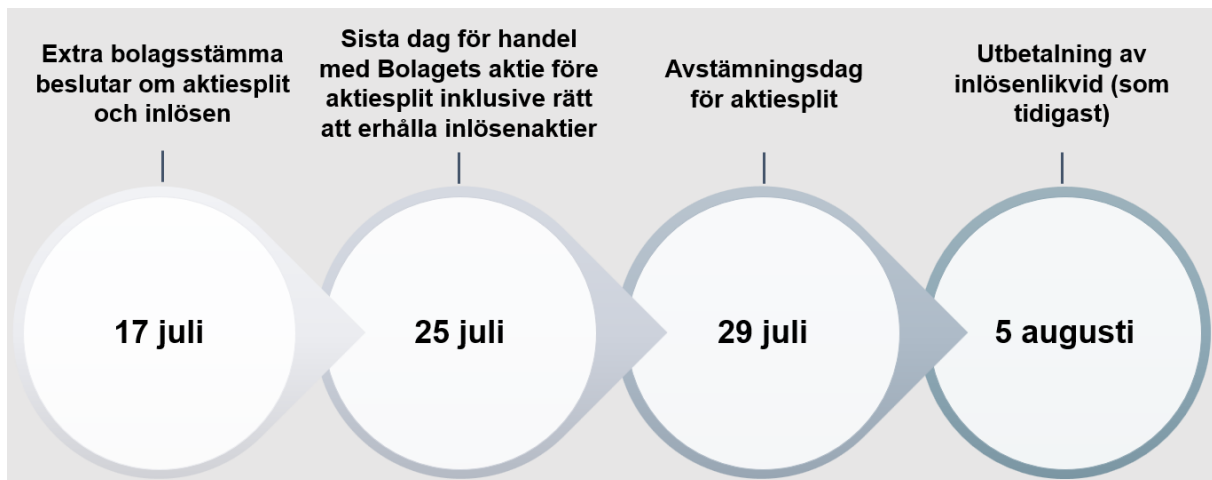 Extra bolagsstämma
beslutar om aktiesplit
och inlösen
Sista dag för handel
med Bolagets aktie före
aktiesplit inklusive rätt
att erhålla inlösenaktier
Avstämningsdag
för aktiesplit
Utbetalning av
inlösenlikvid (som
tidigast)
17 juli
25 juli
29 juli
5 augusti